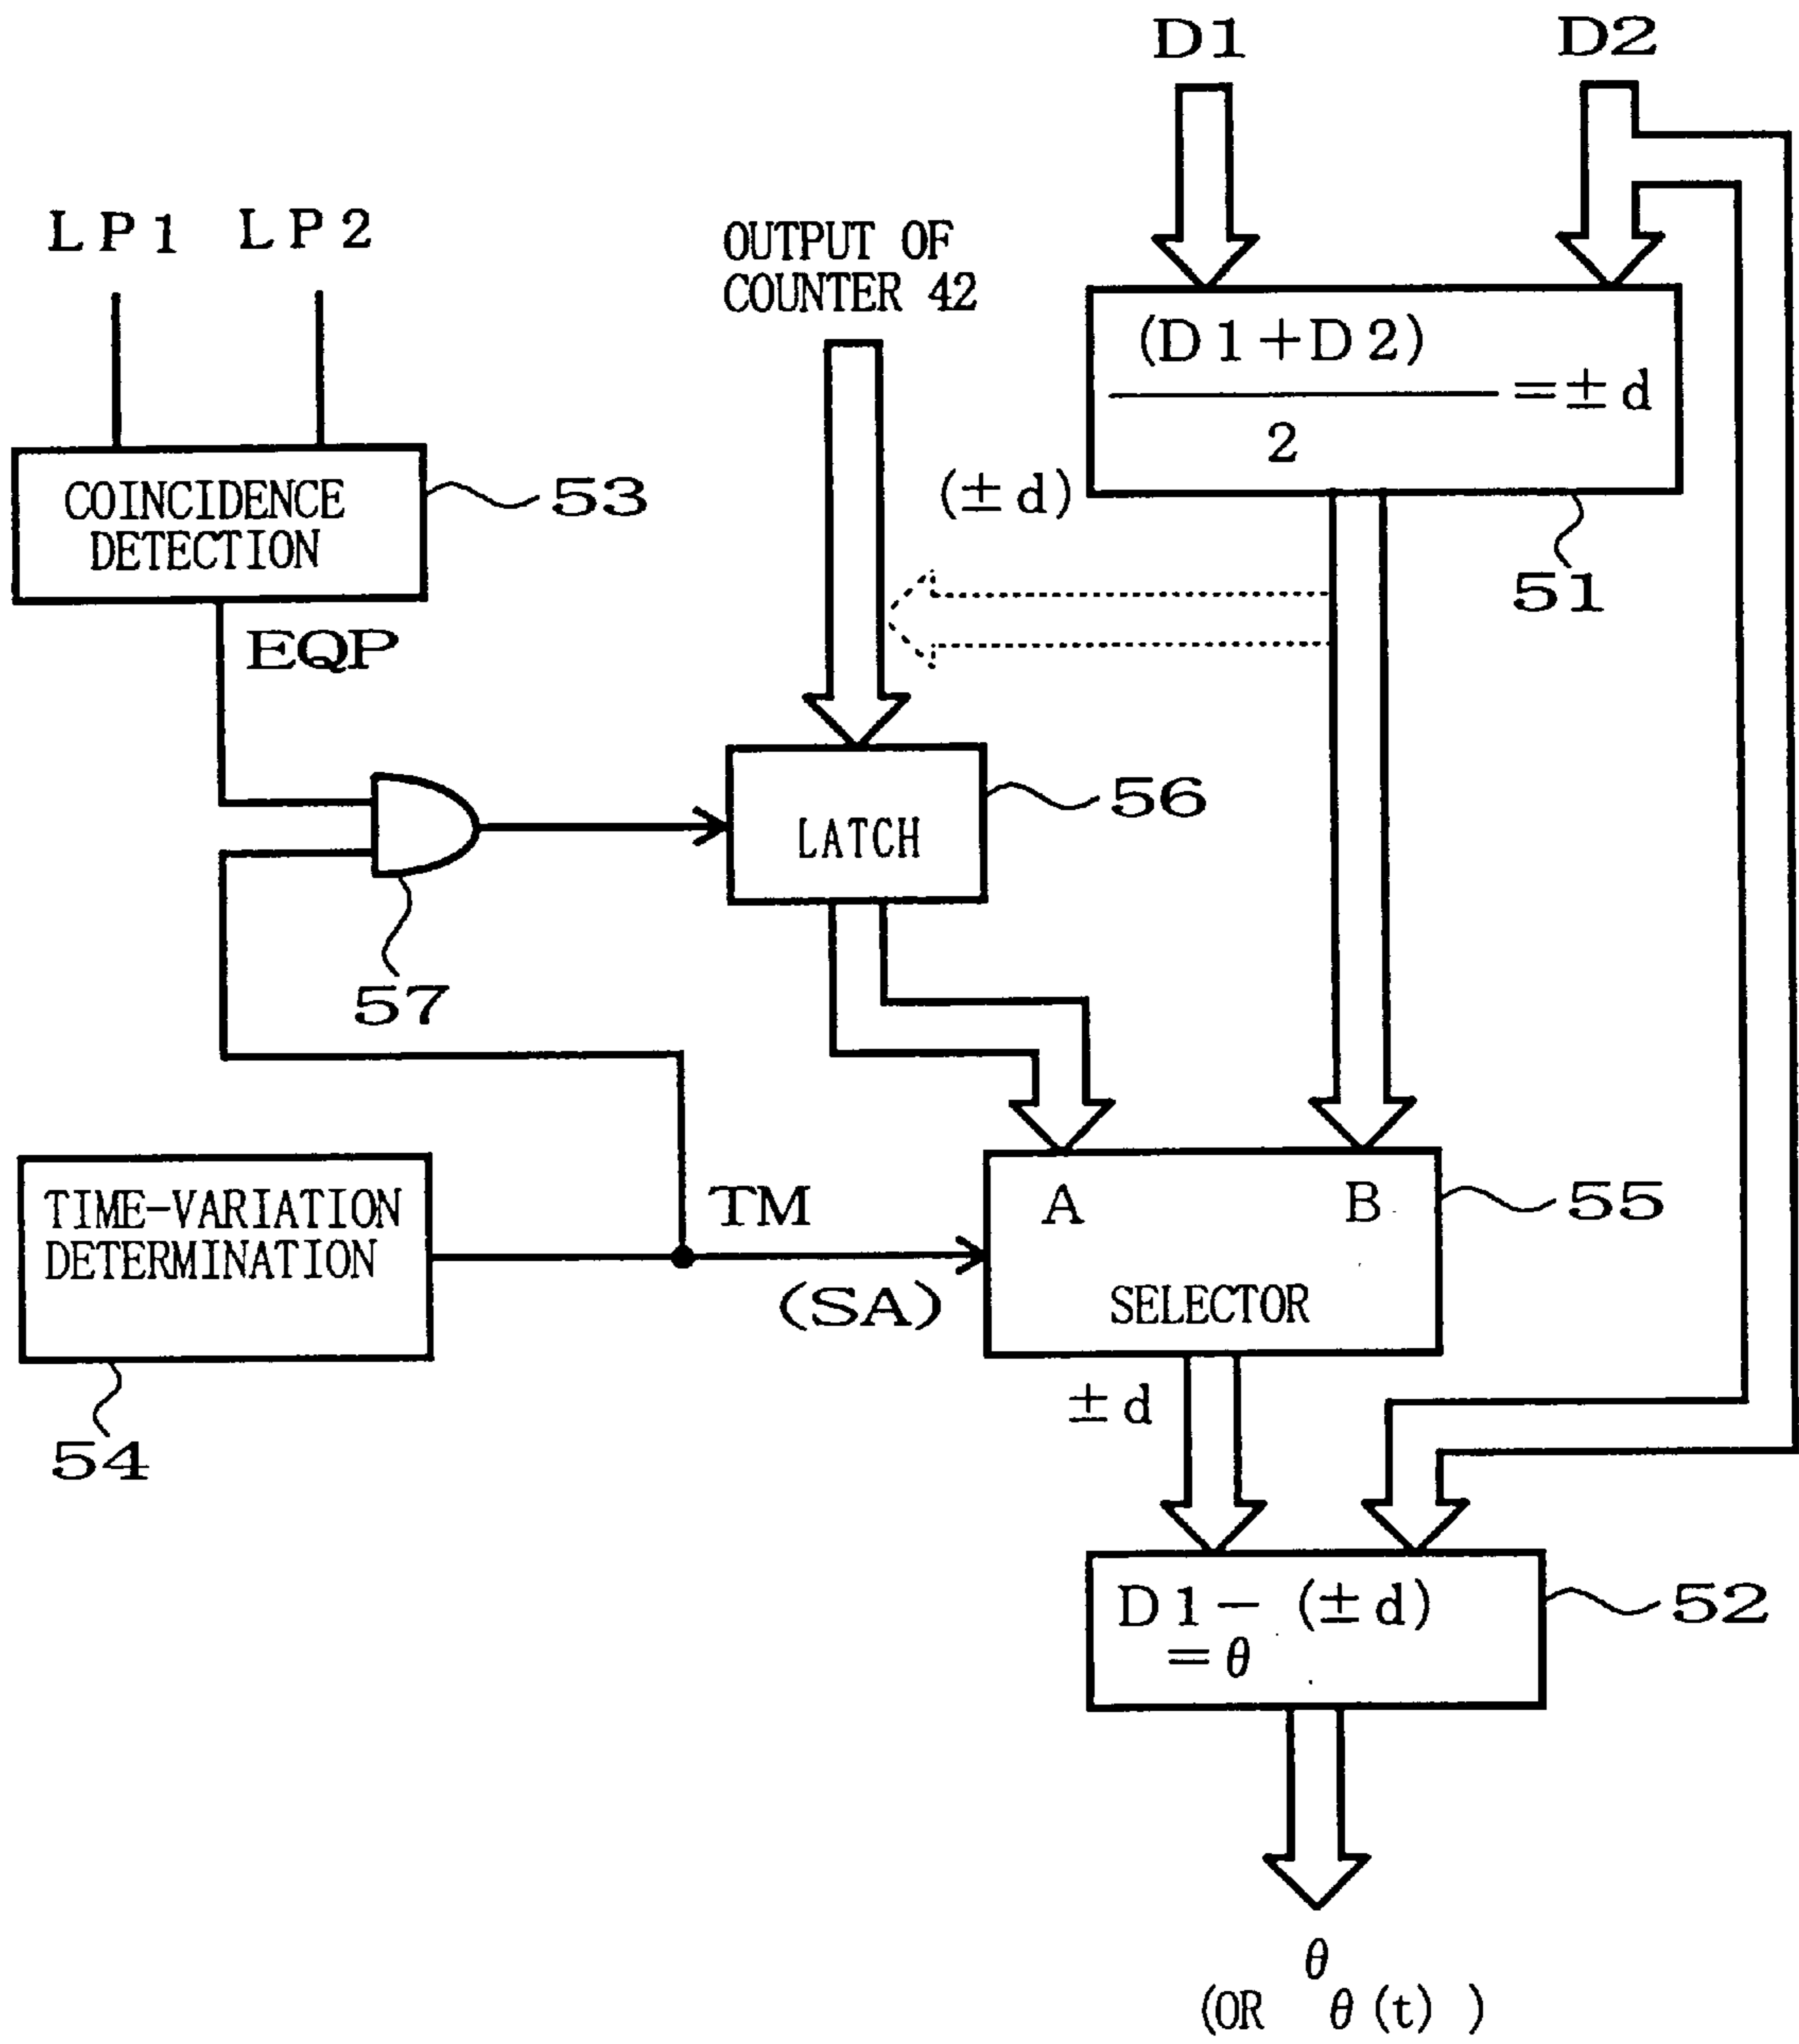 D1
D2
LP1
LP2
OUTPUT OF
COUNTER 42
(D1+D2)
=±d
2
COINCIDENCE
DETECTION
53
(±d)
51
EQP
LATCH
56
57
TIME-VARIATION
DETERMINATION
TM
(SA)
A
B
SELECTOR
55
54
±d
D1-(±d)
=θ
52
θ
(OR θ(t))